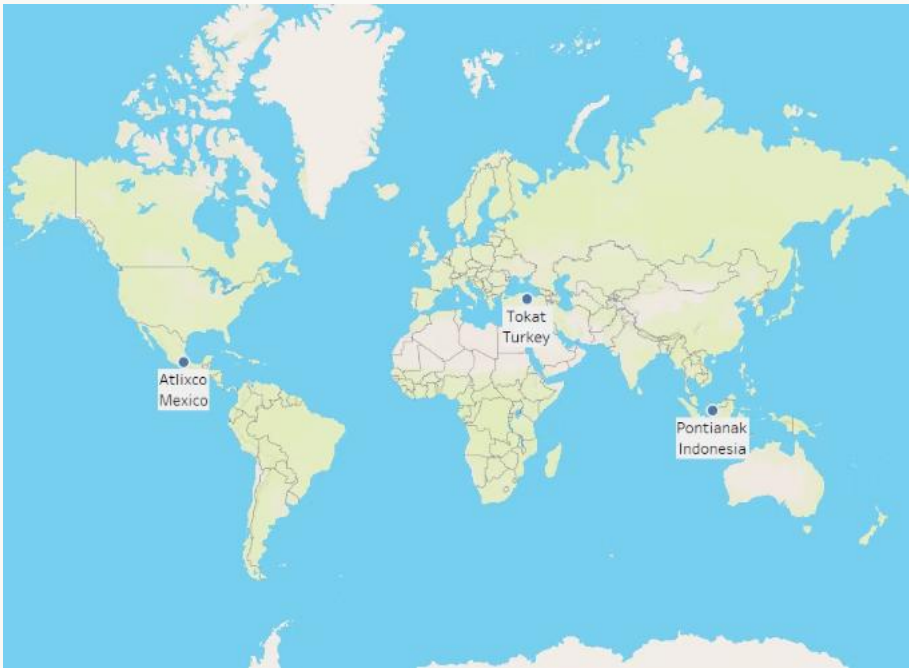 Tokat
Turkey
Atlixco
Mexico
Pontianak
Indonesia